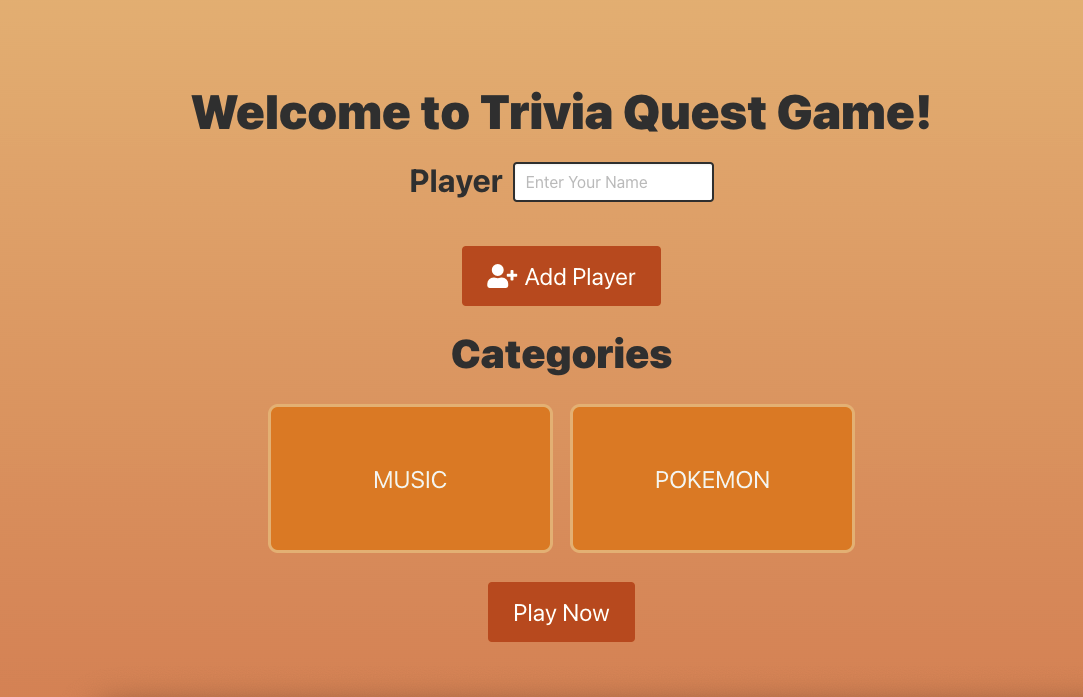 Welcome to Trivia Quest Game!
Player Enter Your Name
Add Player
Categories
MUSIC POKEMON
Play Now